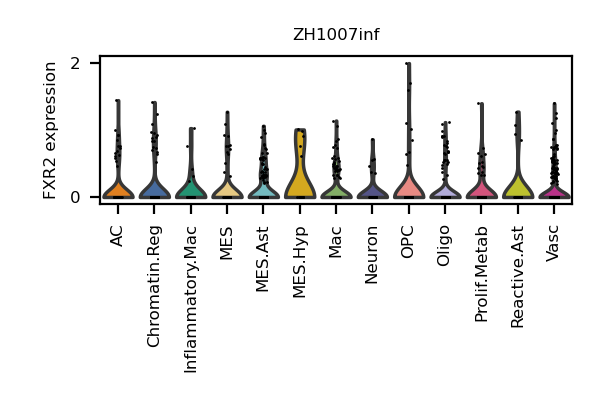 ZH1007inf
FXR2 expression
2
0
AC
Chromatin.Reg
Inflammatory.Mac
MES
MES.Ast
MES.Hyp
Mac
Neuron
OPC
Oligo
Prolif.Metab
Reactive.Ast
Vasc